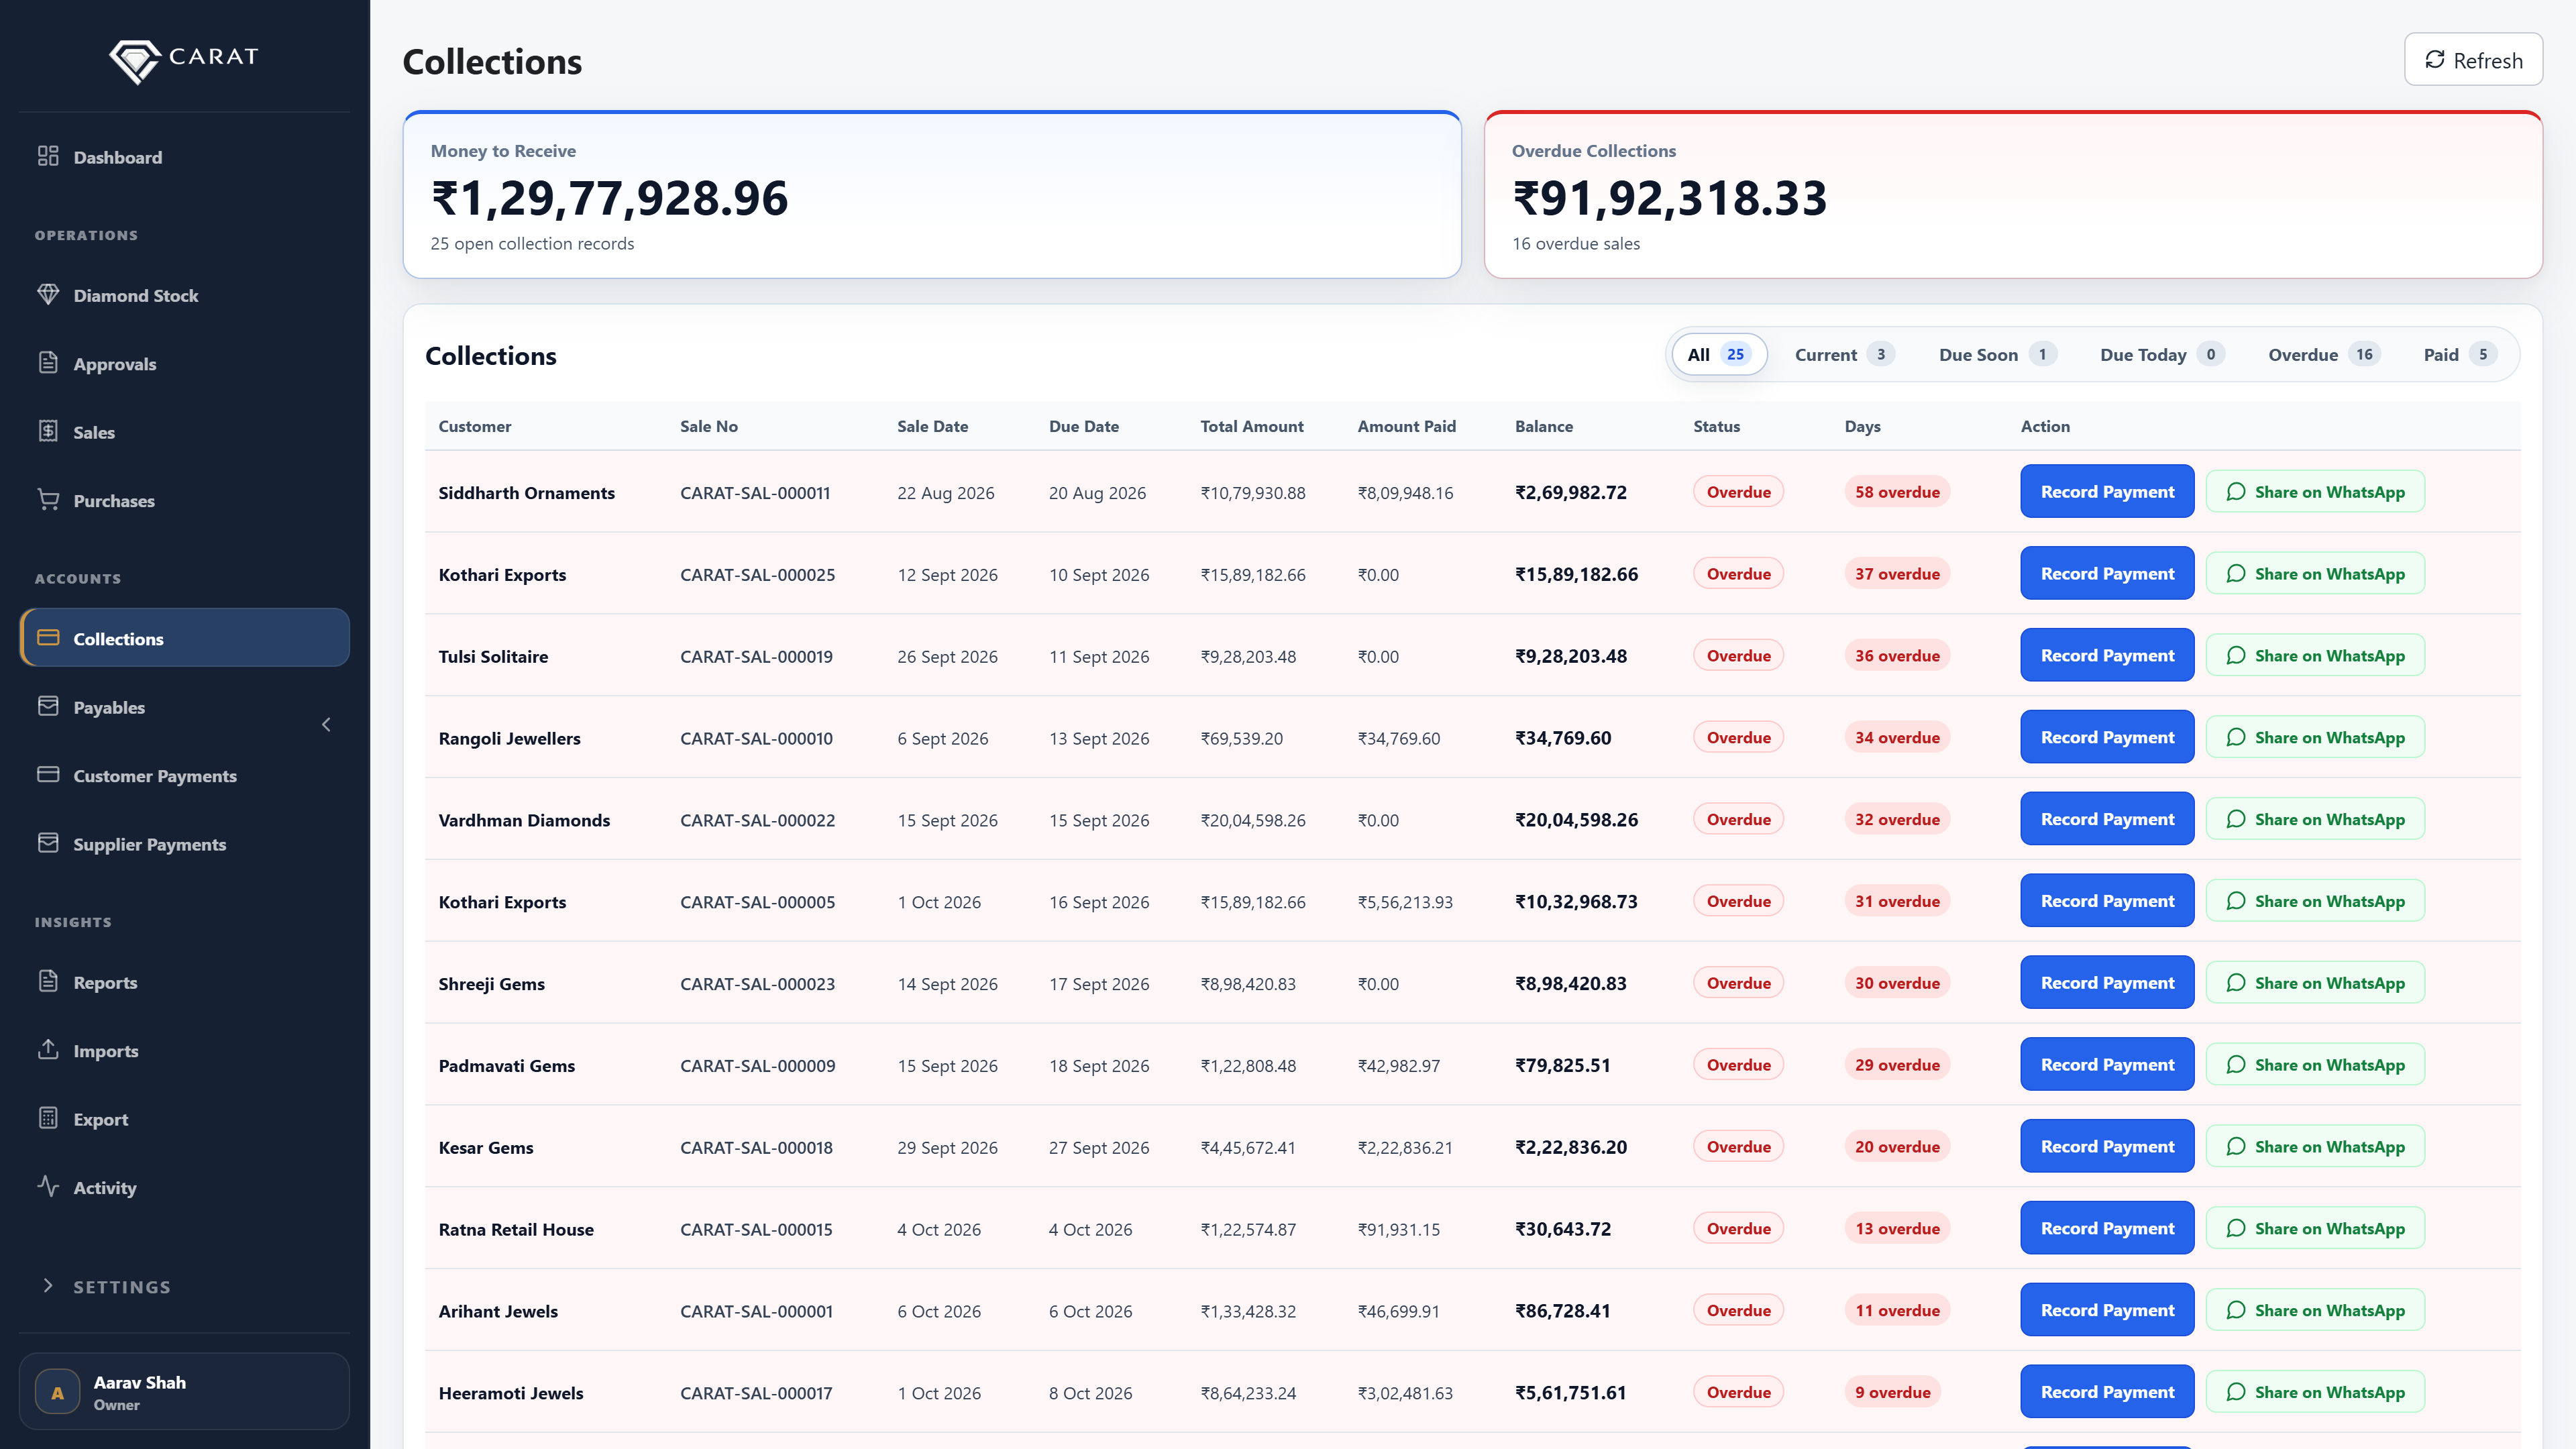 CARAT
Dashboard
OPERATIONS
Diamond Stock
Approvals
Sales
Purchases
ACCOUNTS
Collections
Payables
Customer Payments
Supplier Payments
INSIGHTS
Reports
Imports
Export
Activity
SETTINGS
A
Aarav Shah
Owner
Collections
Refresh
Money to Receive
₹1,29,77,928.96
25 open collection records
Overdue Collections
₹91,92,318.33
16 overdue sales
Collections
All 25 Current 3 Due Soon 1 Due Today 0 Overdue 16 Paid 5
Customer Sale No Sale Date Due Date Total Amount Amount Paid Balance Status Days Action
Siddharth Ornaments CARAT-SAL-000011 22 Aug 2026 20 Aug 2026 ₹10,79,930.88 ₹8,09,948.16 ₹2,69,982.72 Overdue 58 overdue Record Payment Share on WhatsApp
Kothari Exports CARAT-SAL-000025 12 Sept 2026 10 Sept 2026 ₹15,89,182.66 ₹0.00 ₹15,89,182.66 Overdue 37 overdue Record Payment Share on WhatsApp
Tulsi Solitaire CARAT-SAL-000019 26 Sept 2026 11 Sept 2026 ₹9,28,203.48 ₹0.00 ₹9,28,203.48 Overdue 36 overdue Record Payment Share on WhatsApp
Rangoli Jewellers CARAT-SAL-000010 6 Sept 2026 13 Sept 2026 ₹69,539.20 ₹34,769.60 ₹34,769.60 Overdue 34 overdue Record Payment Share on WhatsApp
Vardhman Diamonds CARAT-SAL-000022 15 Sept 2026 15 Sept 2026 ₹20,04,598.26 ₹0.00 ₹20,04,598.26 Overdue 32 overdue Record Payment Share on WhatsApp
Kothari Exports CARAT-SAL-000005 1 Oct 2026 16 Sept 2026 ₹15,89,182.66 ₹5,56,213.93 ₹10,32,968.73 Overdue 31 overdue Record Payment Share on WhatsApp
Shreeji Gems CARAT-SAL-000023 14 Sept 2026 17 Sept 2026 ₹8,98,420.83 ₹0.00 ₹8,98,420.83 Overdue 30 overdue Record Payment Share on WhatsApp
Padmavati Gems CARAT-SAL-000009 15 Sept 2026 18 Sept 2026 ₹1,22,808.48 ₹42,982.97 ₹79,825.51 Overdue 29 overdue Record Payment Share on WhatsApp
Kesar Gems CARAT-SAL-000018 29 Sept 2026 27 Sept 2026 ₹4,45,672.41 ₹2,22,836.21 ₹2,22,836.20 Overdue 20 overdue Record Payment Share on WhatsApp
Ratna Retail House CARAT-SAL-000015 4 Oct 2026 4 Oct 2026 ₹1,22,574.87 ₹91,931.15 ₹30,643.72 Overdue 13 overdue Record Payment Share on WhatsApp
Arihant Jewels CARAT-SAL-000001 6 Oct 2026 6 Oct 2026 ₹1,33,428.32 ₹46,699.91 ₹86,728.41 Overdue 11 overdue Record Payment Share on WhatsApp
Heeramoti Jewels CARAT-SAL-000017 1 Oct 2026 8 Oct 2026 ₹8,64,233.24 ₹3,02,481.63 ₹5,61,751.61 Overdue 9 overdue Record Payment Share on WhatsApp